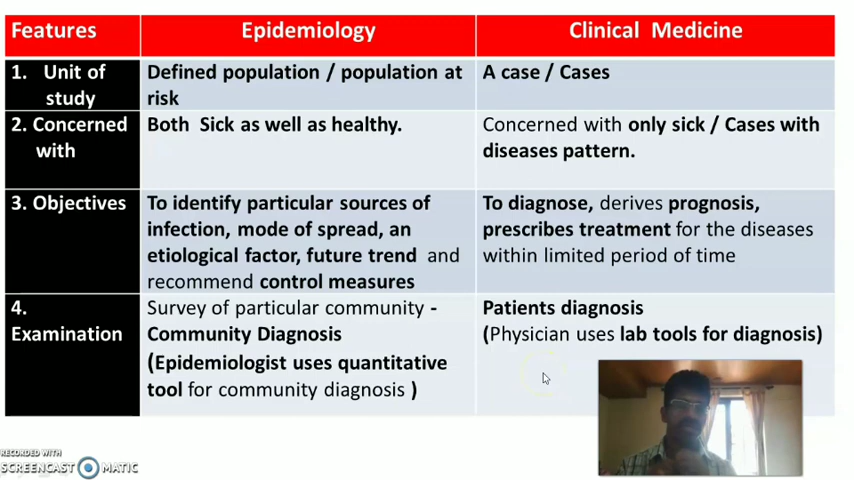 Features
Epidemiology
Clinical Medicine
1. Unit of
study
Defined population / population at
risk
A case / Cases
2. Concerned
with
Both Sick as well as healthy.
Concerned with only sick / Cases with
diseases pattern.
3. Objectives
To identify particular sources of
infection, mode of spread, an
etiological factor, future trend and
recommend control measures
To diagnose, derives prognosis,
prescribes treatment for the diseases
within limited period of time
4.
Examination
Survey of particular community -
Community Diagnosis
(Epidemiologist uses quantitative
tool for community diagnosis )
Patients diagnosis
(Physician uses lab tools for diagnosis)
RECORDED WITH
SCREENCAST MATIC